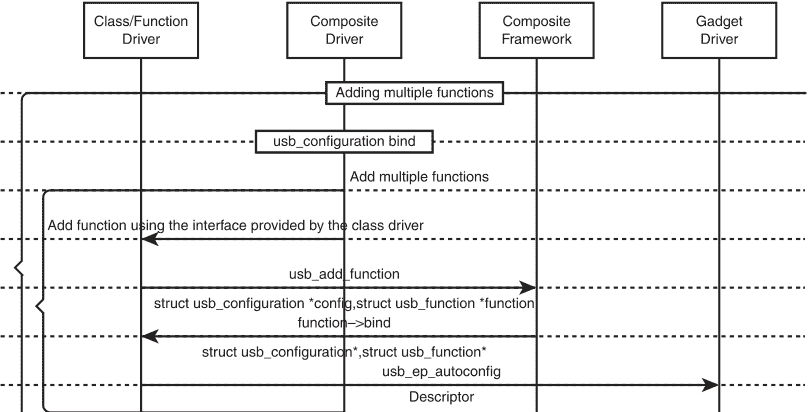 Class/Function
Driver
Composite
Driver
Composite
Framework
Gadget
Driver
Adding multiple functions
usb_configuration bind
Add multiple functions
Add function using the interface provided by the class driver
usb_add_function
struct usb_configuration *config,struct usb_function *function
function–>bind
struct usb_configuration*,struct usb_function*
usb_ep_autoconfig
Descriptor